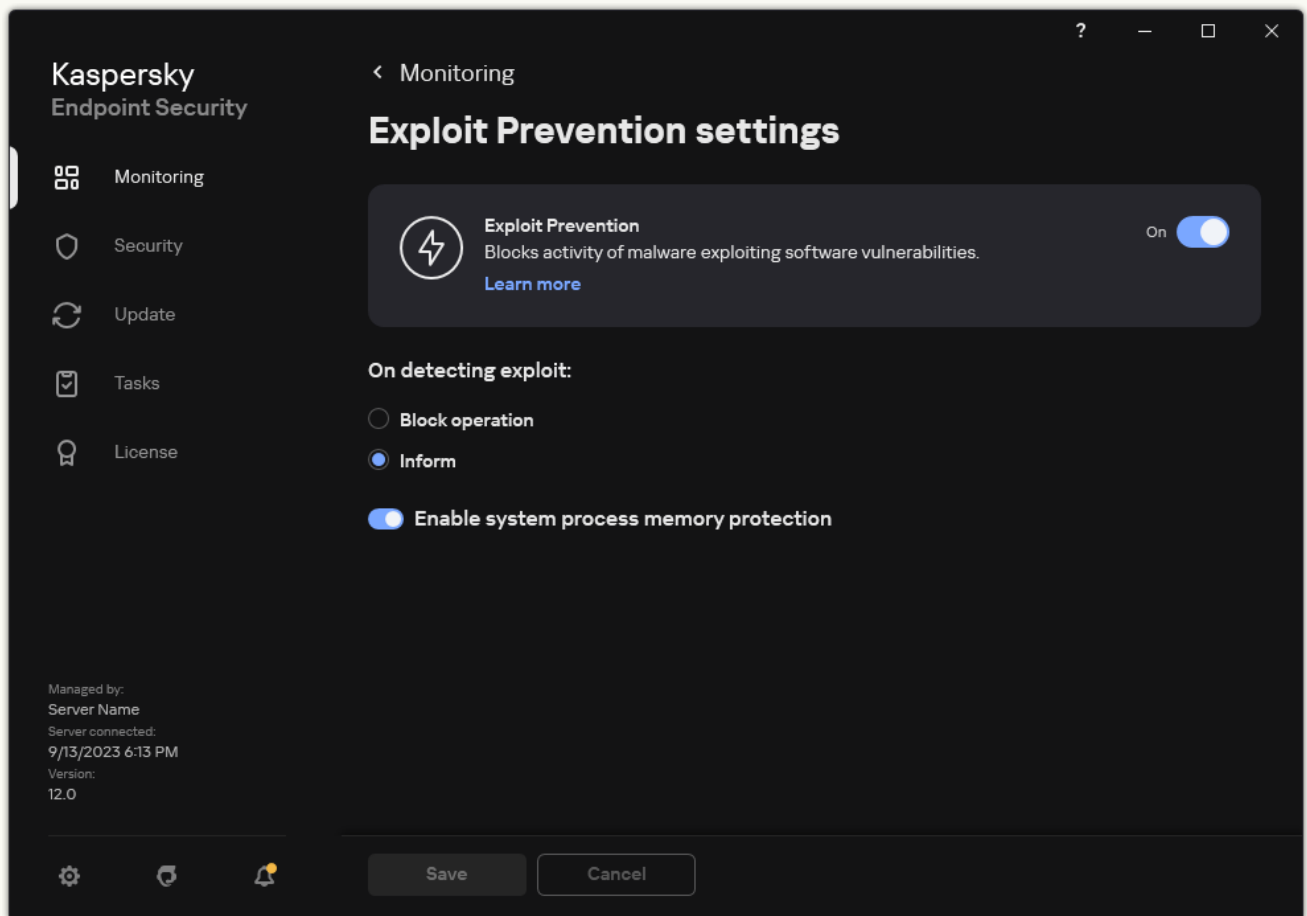 ?
Kaspersky
Endpoint Security
Monitoring
Security
Update
Tasks
License
Managed by:
Server Name
Server connected:
9/13/2023 6:13 PM
Version:
12.0
Monitoring
Exploit Prevention settings
Exploit Prevention
Blocks activity of malware exploiting software vulnerabilities.
Learn more
On
On detecting exploit:
Block operation
Inform
Enable system process memory protection
Save
Cancel